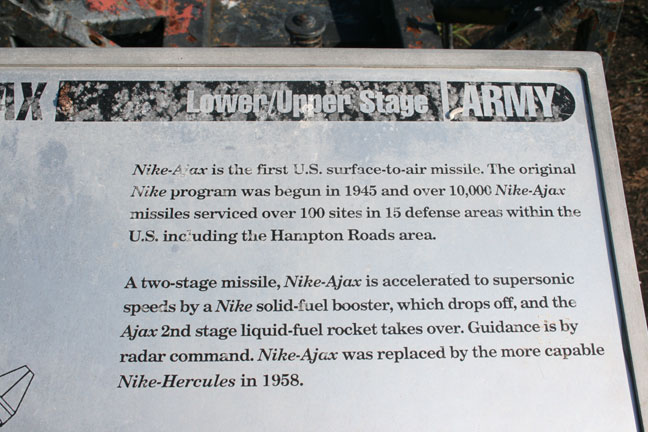 AX Lower/Upper Stage ARMY
Nike-Ajax is the first U.S. surface-to-air missile. The original
Nike program was begun in 1945 and over 10,000 Nike-Ajax
missiles serviced over 100 sites in 15 defense areas within the
U.S. including the Hampton Roads area.
A two-stage missile, Nike-Ajax is accelerated to supersonic
speeds by a Nike solid-fuel booster, which drops off, and the
Ajax 2nd stage liquid-fuel rocket takes over. Guidance is by
radar command. Nike-Ajax was replaced by the more capable
Nike-Hercules in 1958.